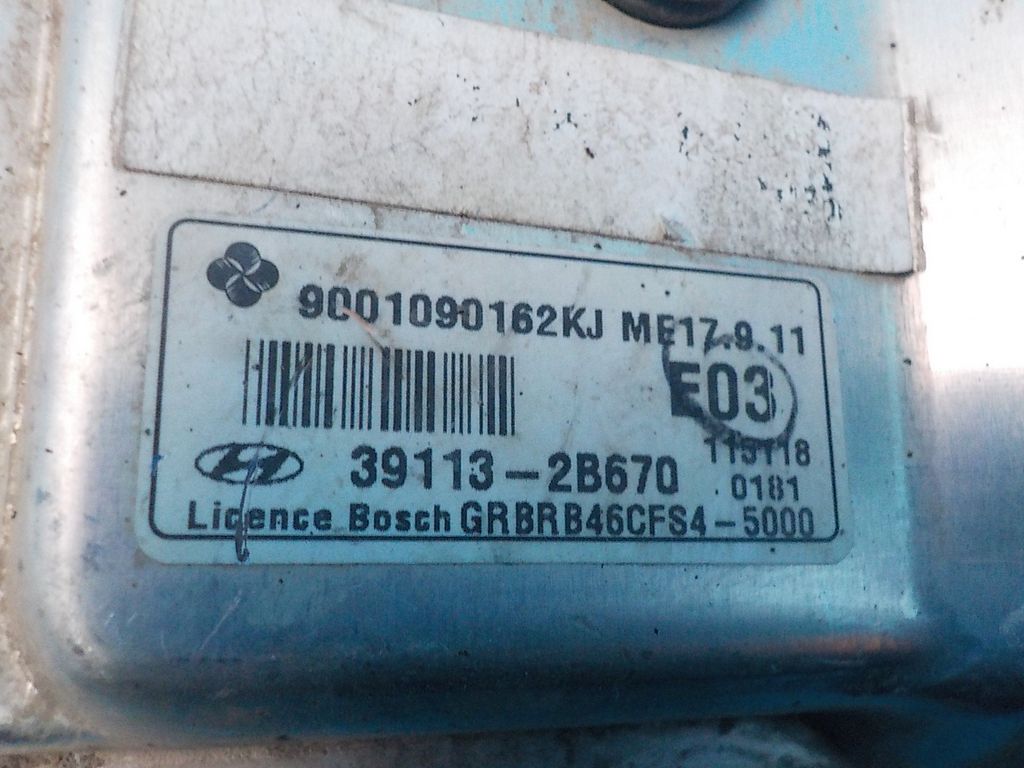 9001090162KJ ME17.9.11
E03
39113-2B670
115118
0181
Licence Bosch GRBRB46CFS4-5000